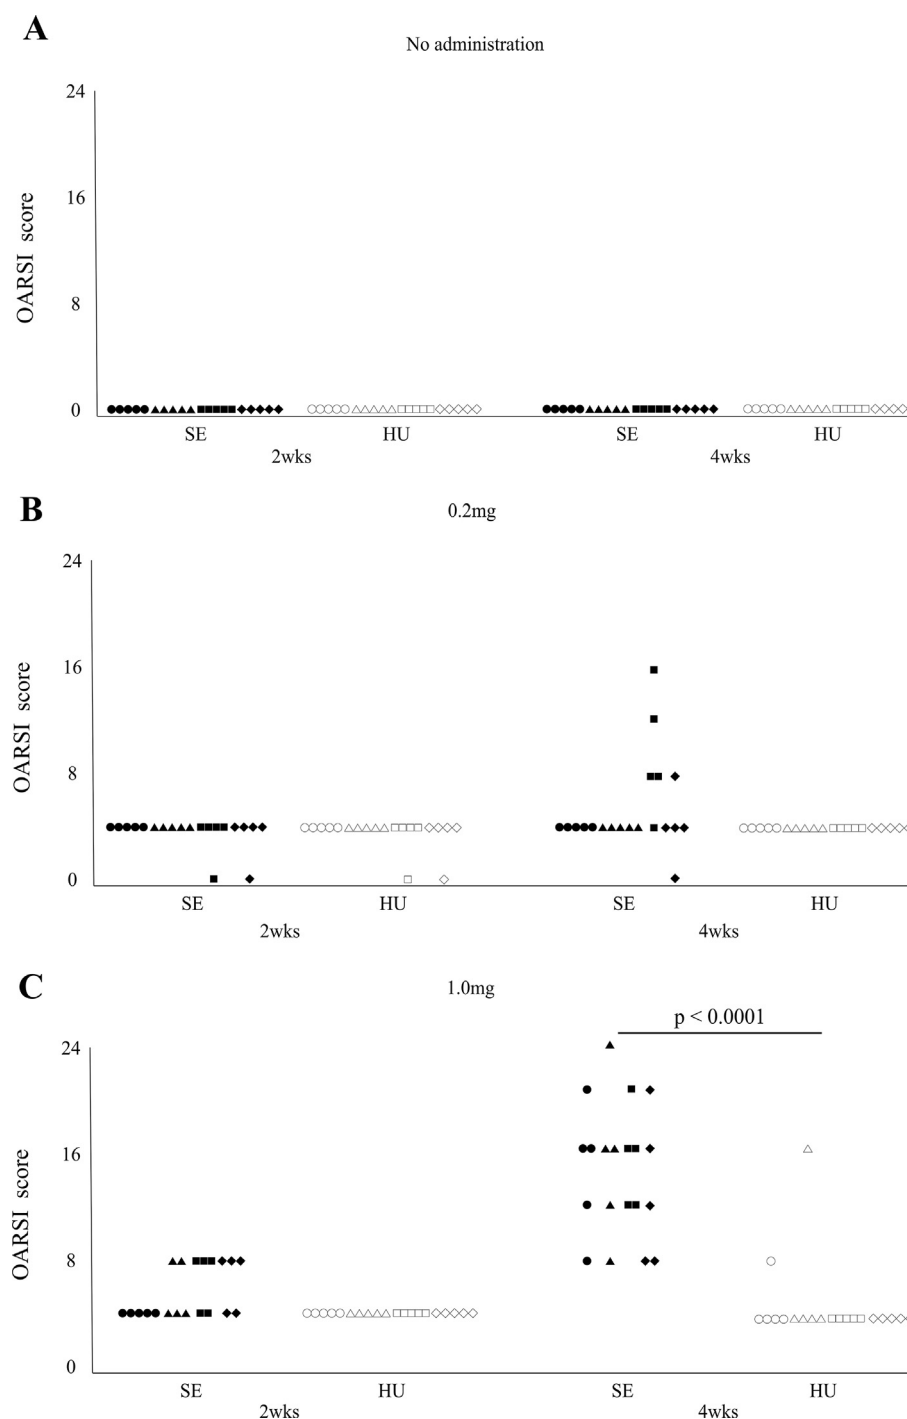 A
No administration
24
16
8
0
OARSI score
SE HU SE HU
2wks 4wks
B
0.2mg
24
16
8
0
OARSI score
SE HU SE HU
2wks 4wks
C
1.0mg
p < 0.0001
24
16
8
0
OARSI score
SE HU SE HU
2wks 4wks